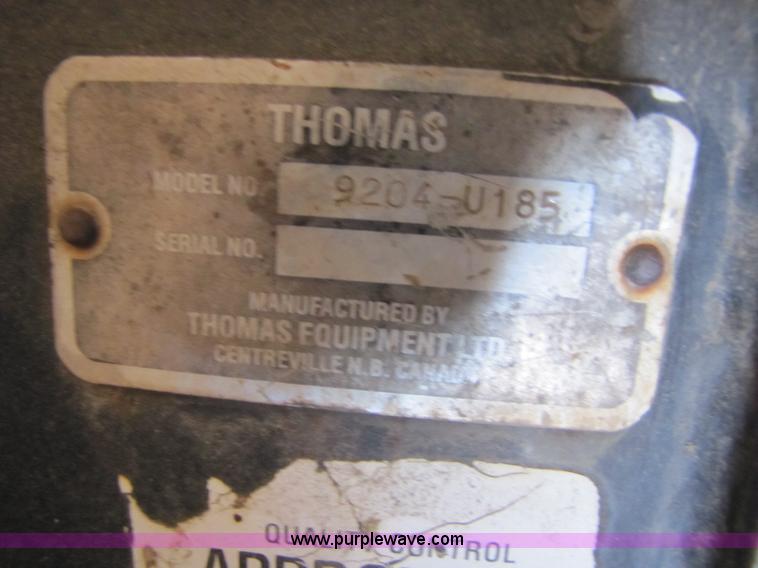 THOMAS
MODEL NO. 9204-U185
SERIAL NO.
MANUFACTURED BY
THOMAS EQUIPMENT LTD
CENTREVILLE N.B. CANADA
QUALITY CONTROL
www.purplewave.com